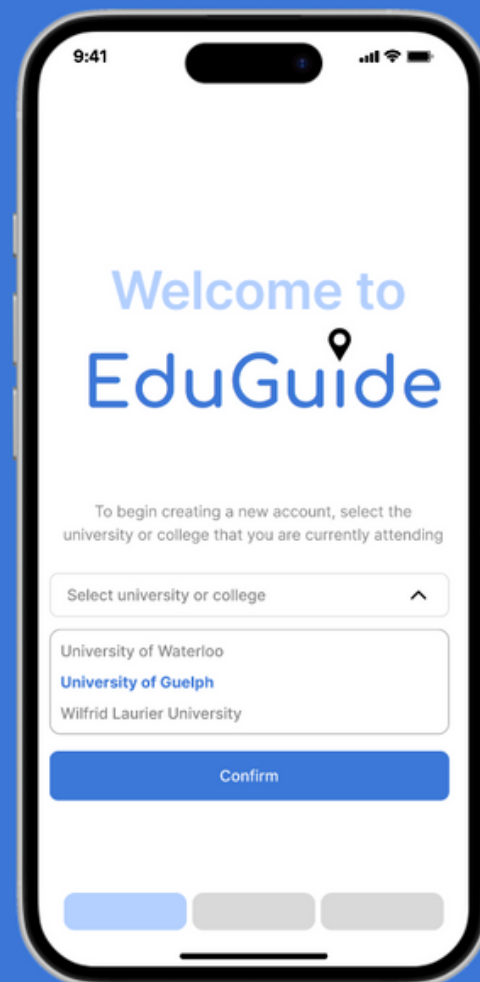 9:41
Welcome to
EduGuide
To begin creating a new account, select the
university or college that you are currently attending
Select university or college
University of Waterloo
University of Guelph
Wilfrid Laurier University
Confirm